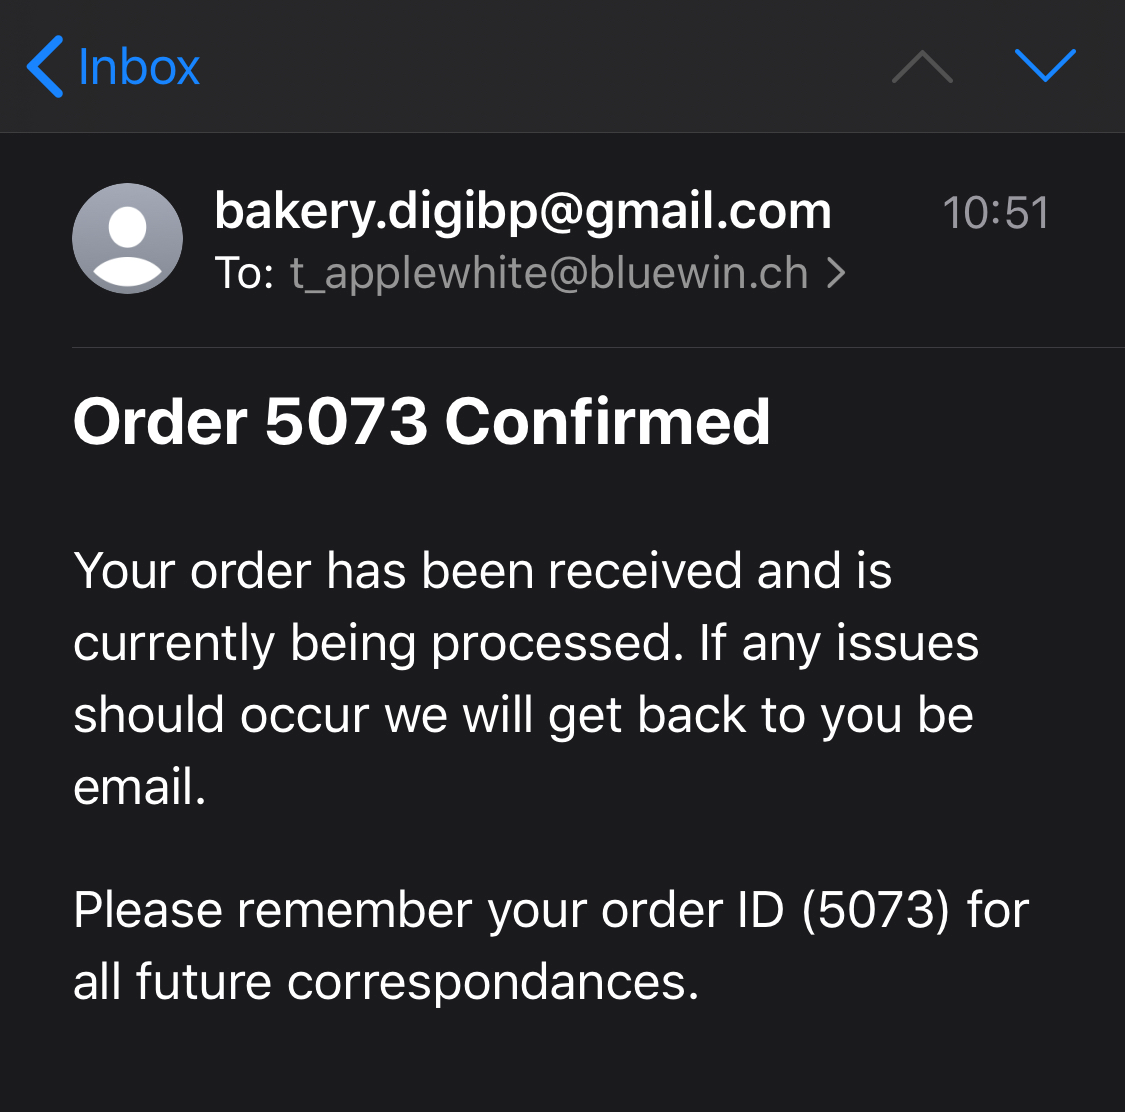 Inbox
bakery.digibp@gmail.com 10:51
To: t_applewhite@bluewin.ch
Order 5073 Confirmed
Your order has been received and is
currently being processed. If any issues
should occur we will get back to you be
email.
Please remember your order ID (5073) for
all future correspondances.